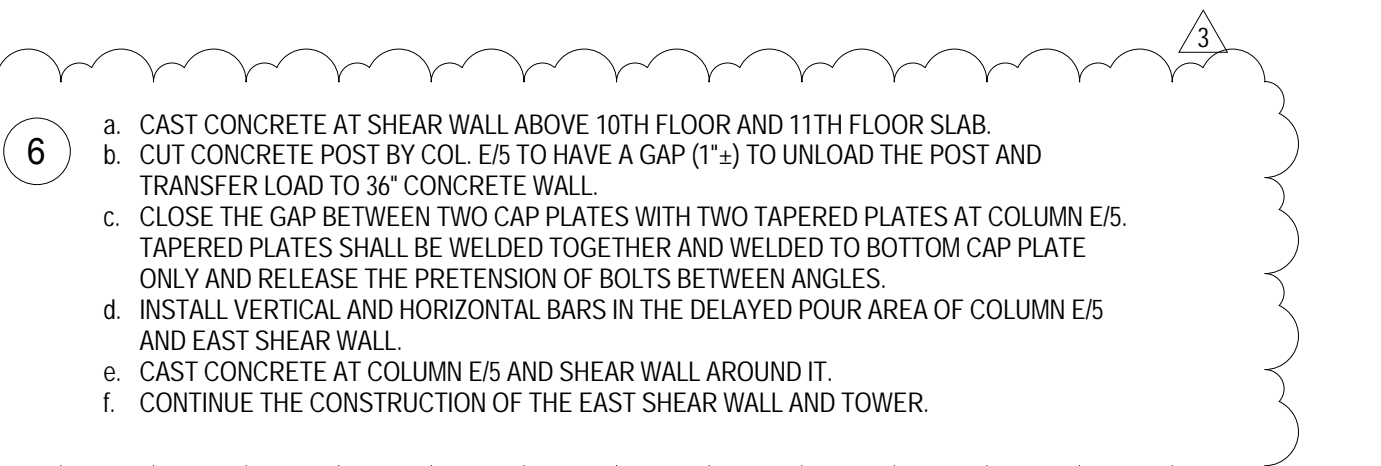 3
6
a. CAST CONCRETE AT SHEAR WALL ABOVE 10TH FLOOR AND 11TH FLOOR SLAB.
b. CUT CONCRETE POST BY COL. E/5 TO HAVE A GAP (1"±) TO UNLOAD THE POST AND
TRANSFER LOAD TO 36" CONCRETE WALL.
c. CLOSE THE GAP BETWEEN TWO CAP PLATES WITH TWO TAPERED PLATES AT COLUMN E/5.
TAPERED PLATES SHALL BE WELDED TOGETHER AND WELDED TO BOTTOM CAP PLATE
ONLY AND RELEASE THE PRETENSION OF BOLTS BETWEEN ANGLES.
d. INSTALL VERTICAL AND HORIZONTAL BARS IN THE DELAYED POUR AREA OF COLUMN E/5
AND EAST SHEAR WALL.
e. CAST CONCRETE AT COLUMN E/5 AND SHEAR WALL AROUND IT.
f. CONTINUE THE CONSTRUCTION OF THE EAST SHEAR WALL AND TOWER.